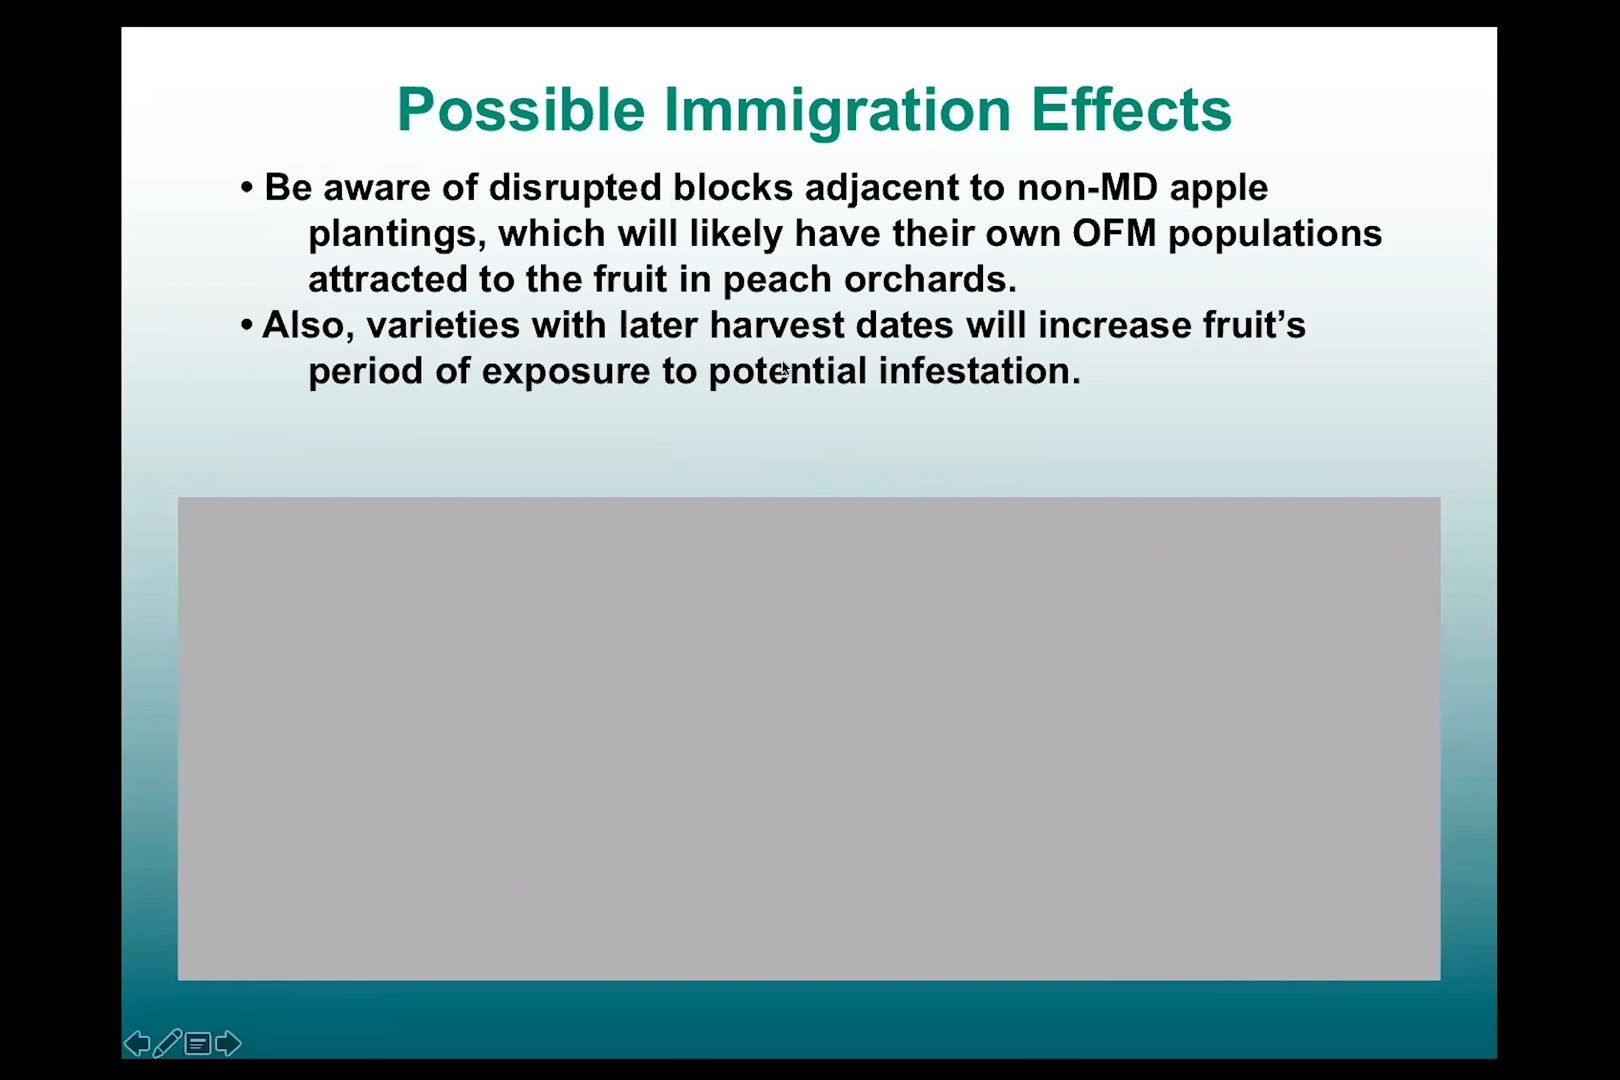 Possible Immigration Effects
• Be aware of disrupted blocks adjacent to non-MD apple
plantings, which will likely have their own OFM populations
attracted to the fruit in peach orchards.
• Also, varieties with later harvest dates will increase fruit’s
period of exposure to potential infestation.